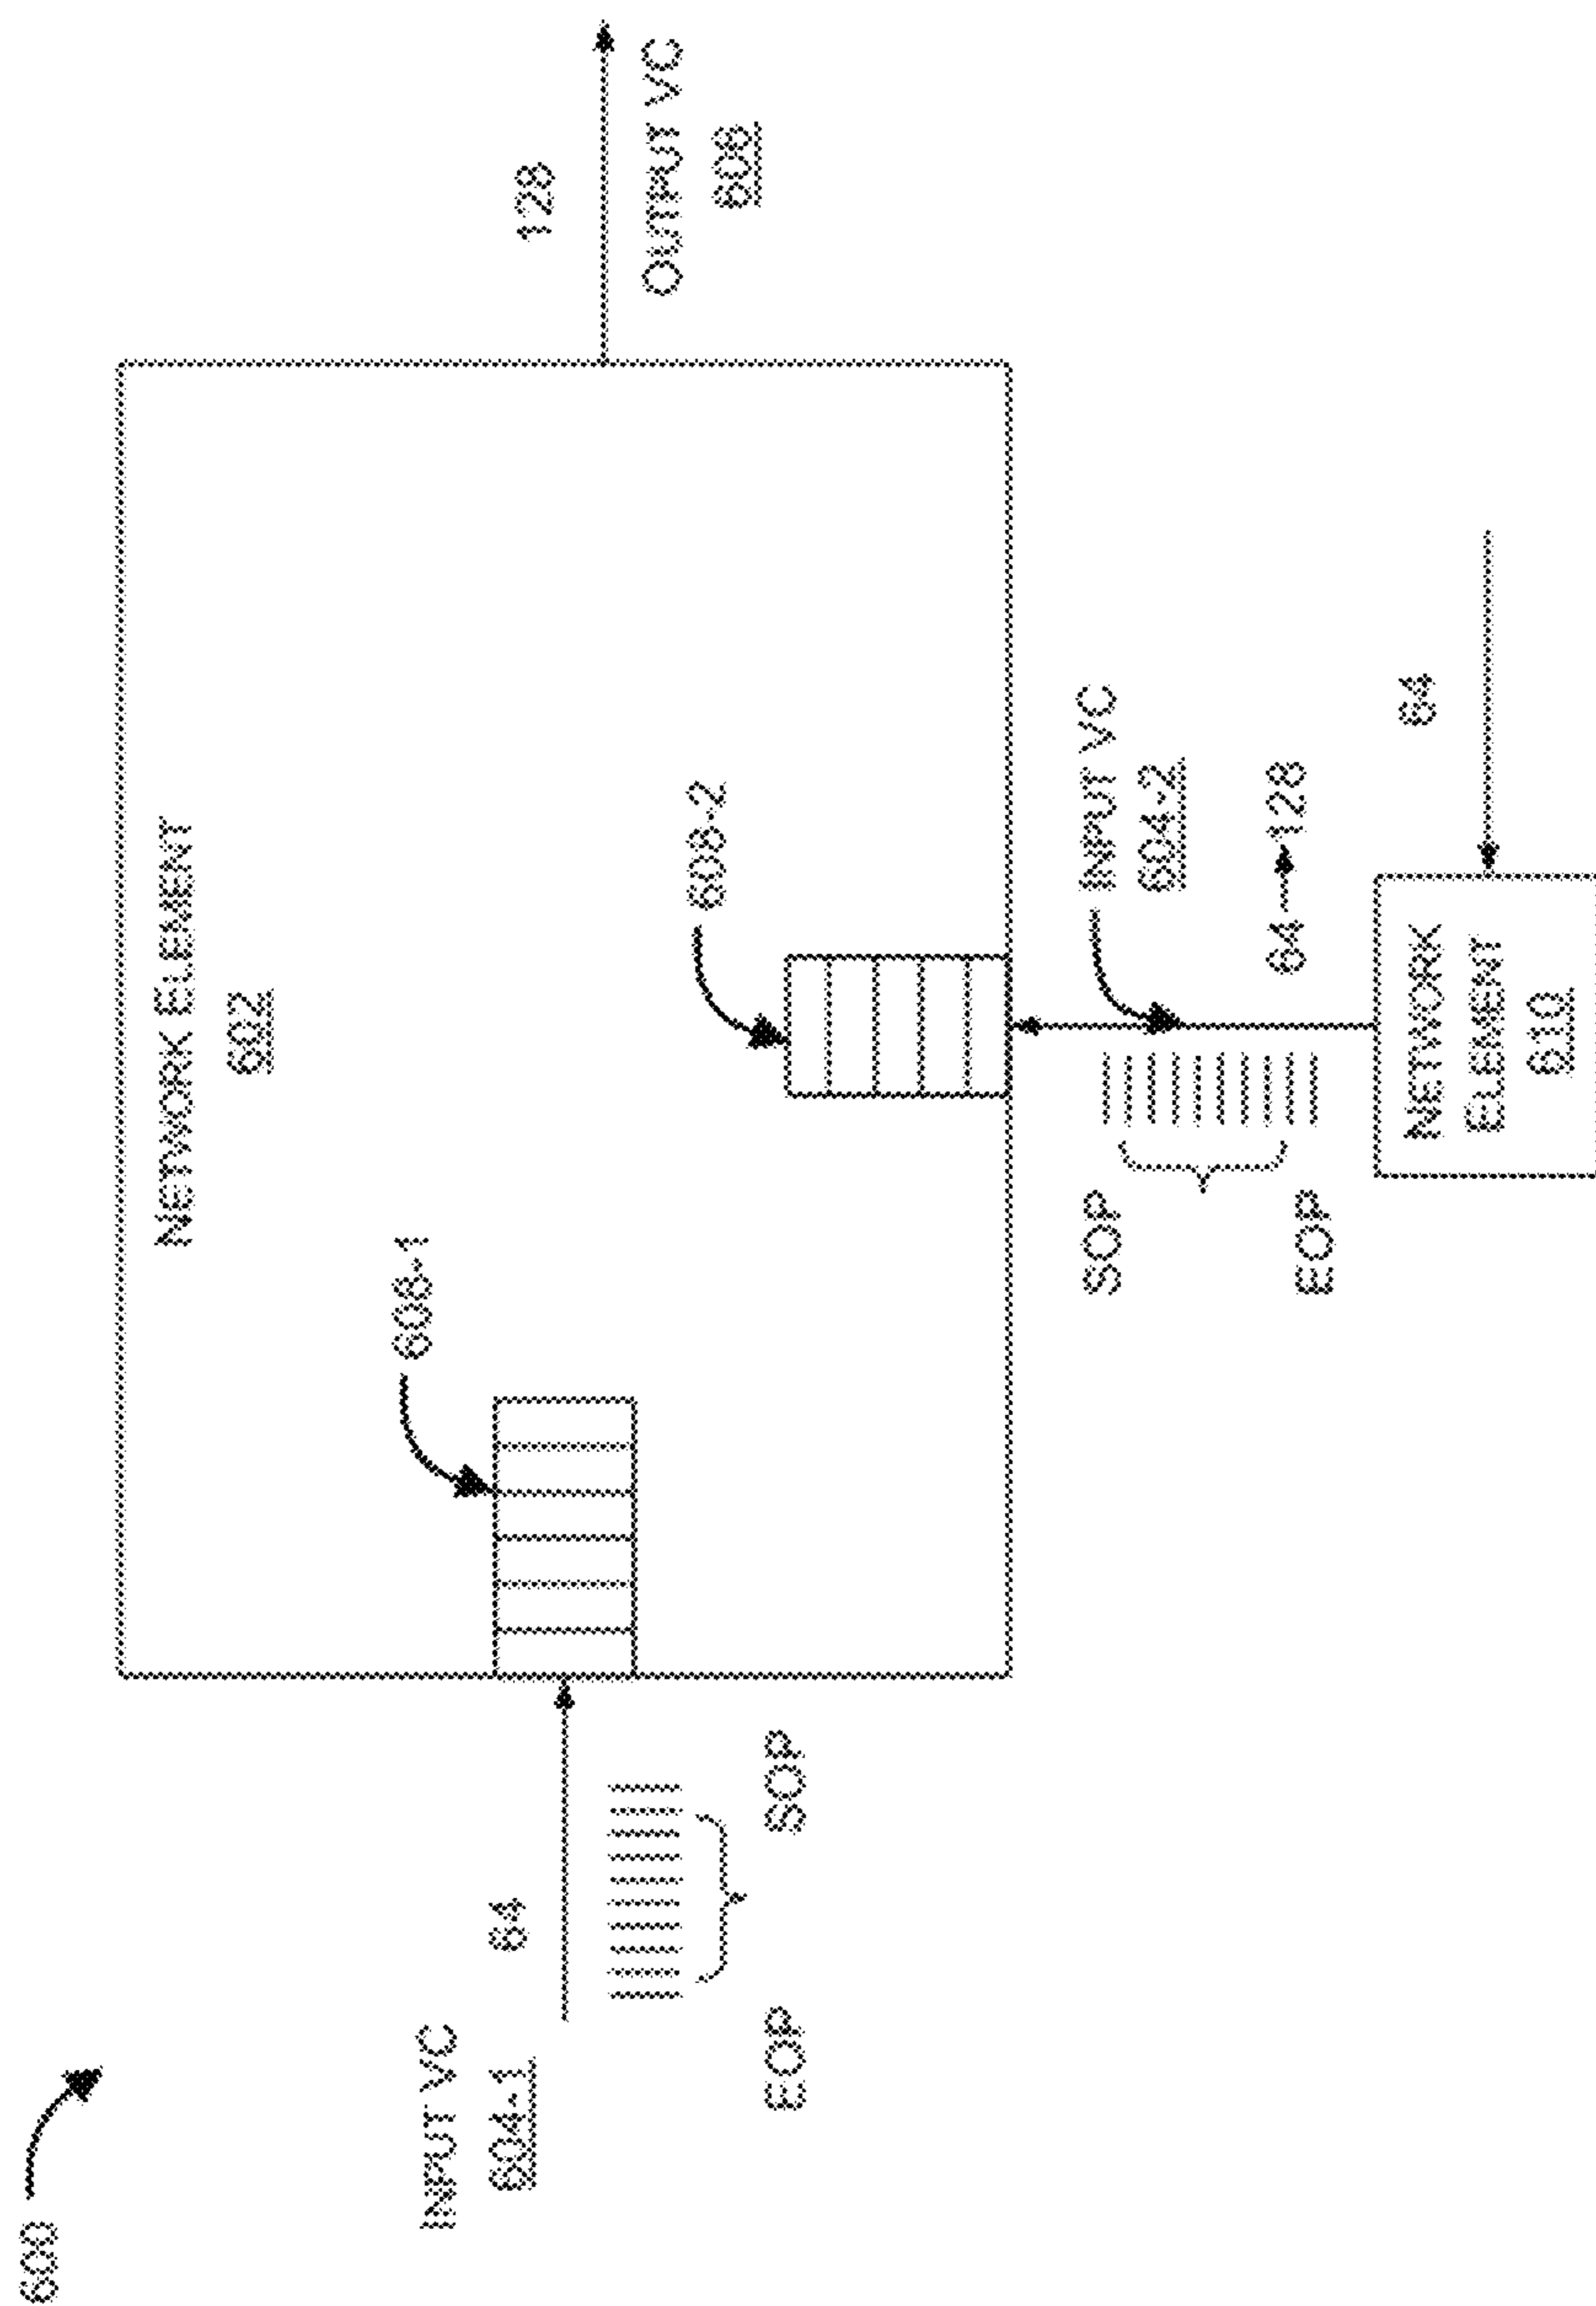 600
NETWORK ELEMENT
602
608-1
INPUT VC
604-1
64
EOP
SOP
128
OUTPUT VC
608
608-2
INPUT VC
604-2
64
128
SOP
EOP
NETWORK
ELEMENT
610
64